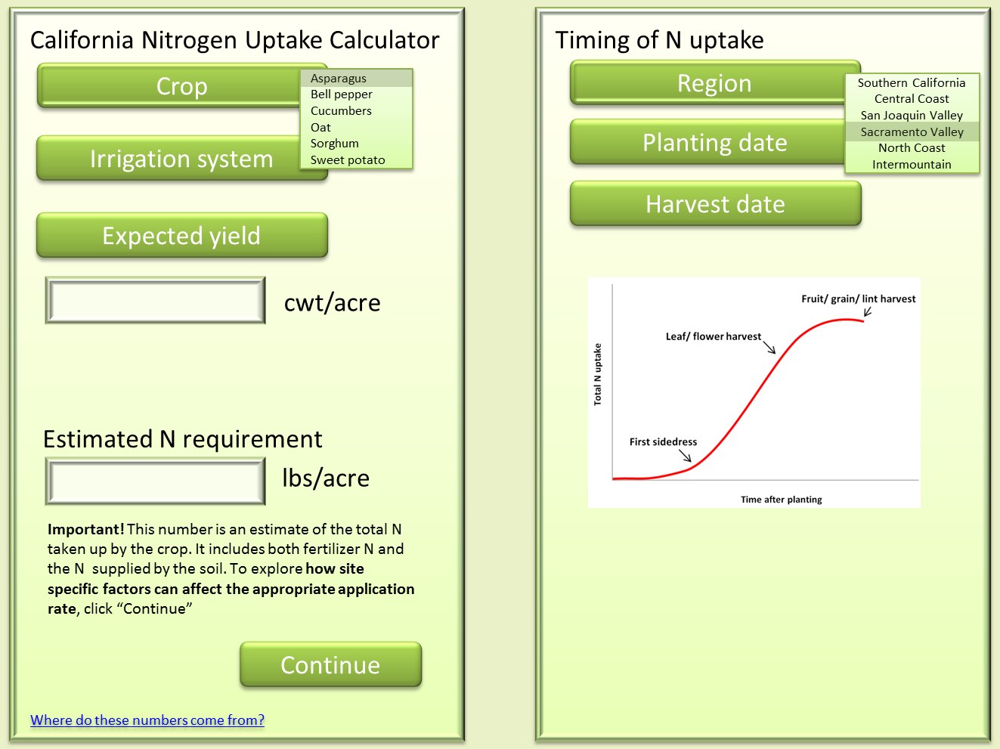 California Nitrogen Uptake Calculator
Crop
Asparagus
Bell pepper
Cucumbers
Oat
Sorghum
Sweet potato
Irrigation system
Expected yield
cwt/acre
Estimated N requirement
lbs/acre
Important! This number is an estimate of the total N
taken up by the crop. It includes both fertilizer N and
the N supplied by the soil. To explore how site
specific factors can affect the appropriate application
rate, click “Continue”
Continue
Where do these numbers come from?
Timing of N uptake
Region
Southern California
Central Coast
San Joaquin Valley
Sacramento Valley
North Coast
Intermountain
Planting date
Harvest date
Fruit/ grain/ lint harvest
Leaf/ flower harvest
Total N uptake
First sidedress
Time after planting